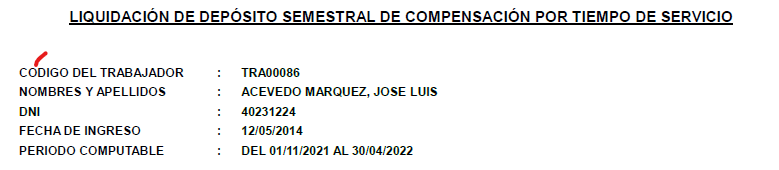 LIQUIDACIÓN DE DEPÓSITO SEMESTRAL DE COMPENSACIÓN POR TIEMPO DE SERVICIO
CODIGO DEL TRABAJADOR : TRA00086
NOMBRES Y APELLIDOS : ACEVEDO MARQUEZ, JOSE LUIS
DNI : 40231224
FECHA DE INGRESO : 12/05/2014
PERIODO COMPUTABLE : DEL 01/11/2021 AL 30/04/2022